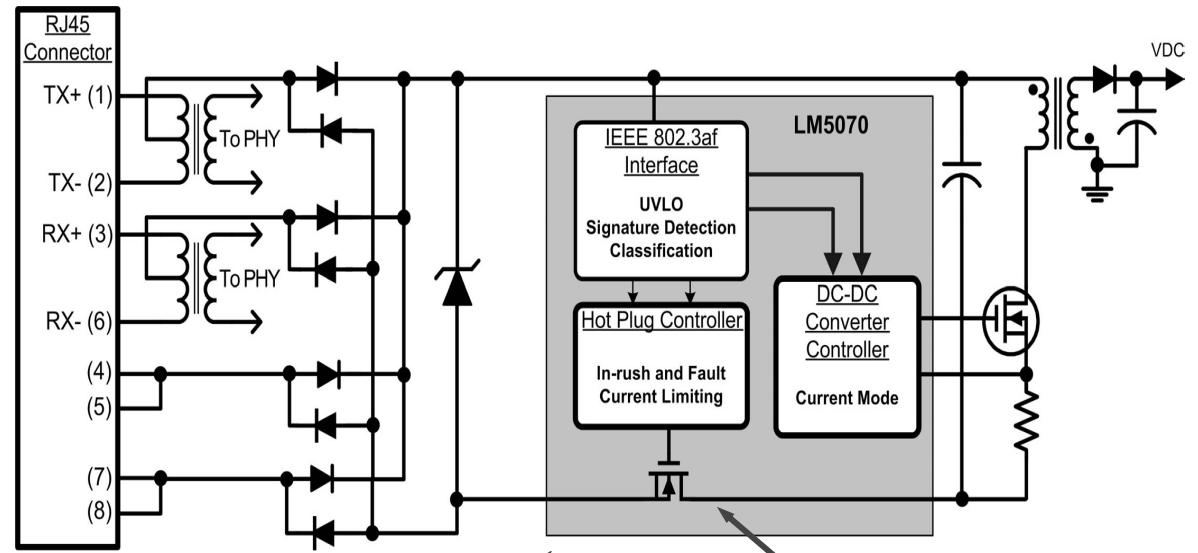 RJ45
Connector
TX+ (1)
To PHY
TX- (2)
RX+ (3)
To PHY
RX- (6)
(4)
(5)
(7)
(8)
LM5070
IEEE 802.3af
Interface
UVLO
Signature Detection
Classification
Hot Plug Controller
In-rush and Fault
Current Limiting
DC-DC
Converter
Controller
Current Mode
VDC